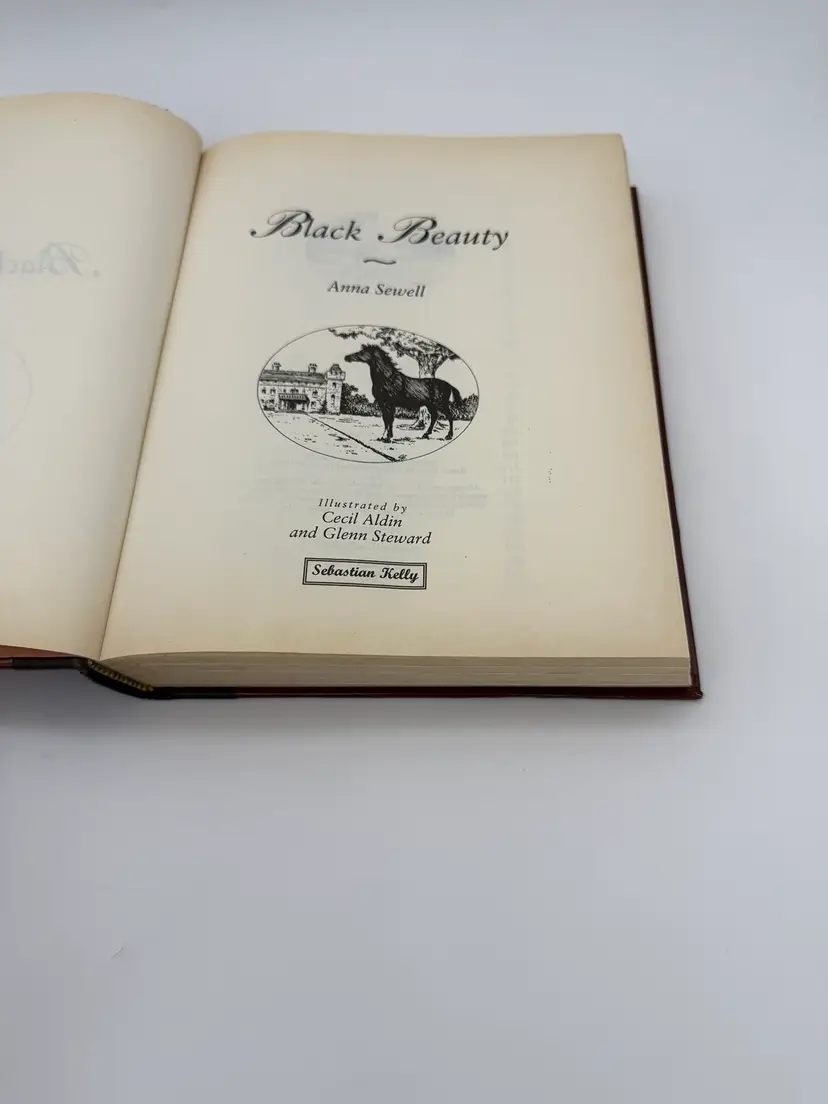 Black Beauty
~
Anna Sewell
Illustrated by
Cecil Aldin
and Glenn Steward
Sebastian Kelly